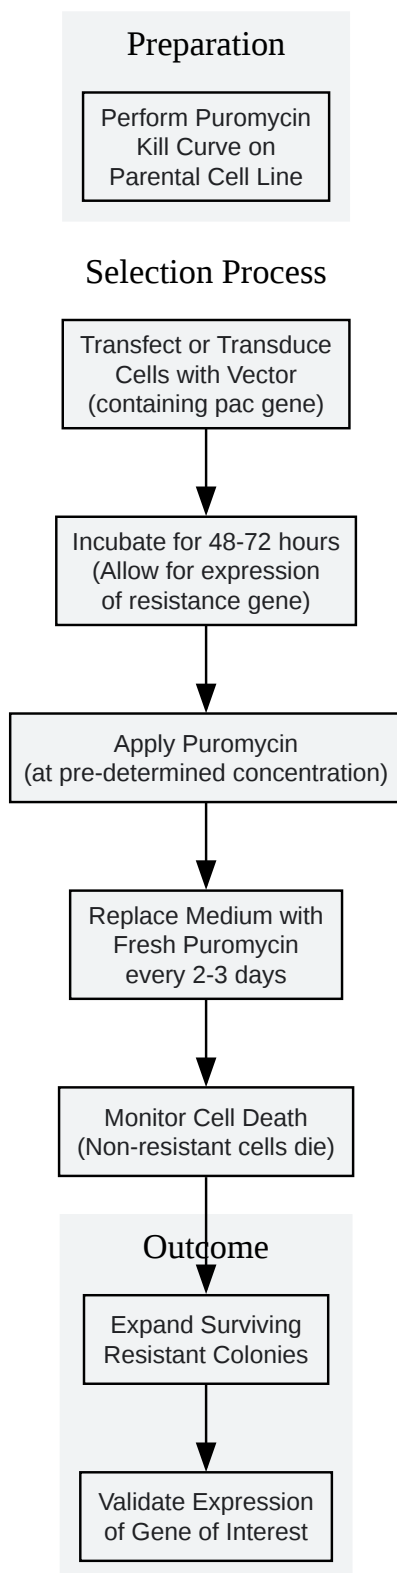 Preparation
Perform Puromycin
Kill Curve on
Parental Cell Line
Selection Process
Transfect or Transduce
Cells with Vector
(containing pac gene)
Incubate for 48-72 hours
(Allow for expression
of resistance gene)
Apply Puromycin
(at pre-determined concentration)
Replace Medium with
Fresh Puromycin
every 2-3 days
Monitor Cell Death
(Non-resistant cells die)
Outcome
Expand Surviving
Resistant Colonies
Validate Expression
of Gene of Interest